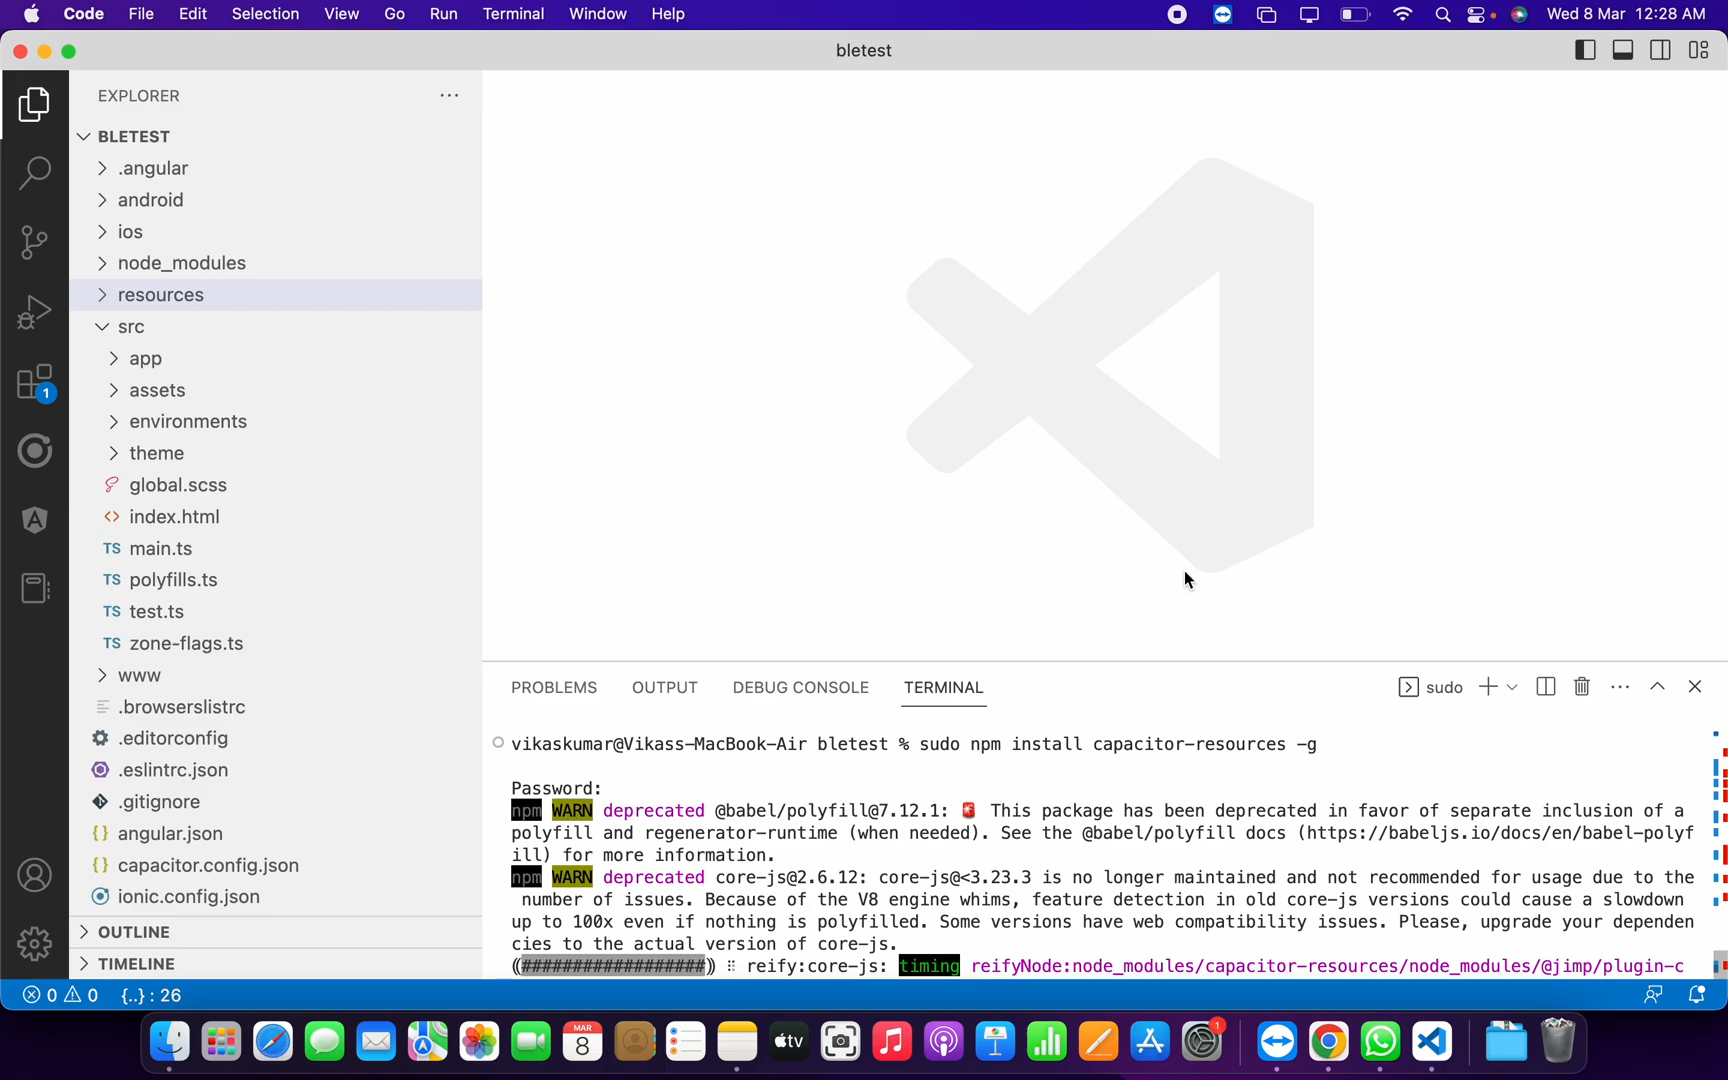 Code File Edit Selection View Go Run Terminal Window Help Wed 8 Mar 12:28 AM
bletest
EXPLORER
BLETEST
.angular
android
ios
node_modules
resources
src
app
assets
environments
theme
global.scss
<> index.html
TS main.ts
TS polyfills.ts
TS test.ts
TS zone-flags.ts
www
.browserslistrc
.editorconfig
.eslintrc.json
.gitignore
{} angular.json
{} capacitor.config.json
ionic.config.json
OUTLINE
TIMELINE
1
PROBLEMS OUTPUT DEBUG CONSOLE TERMINAL sudo
vikaskumar@Vikass-MacBook-Air bletest % sudo npm install capacitor-resources -g
Password:
npm WARN deprecated @babel/polyfill@7.12.1: 🚨 This package has been deprecated in favor of separate inclusion of a
polyfill and regenerator-runtime (when needed). See the @babel/polyfill docs (https://babeljs.io/docs/en/babel-polyf
ill) for more information.
npm WARN deprecated core-js@2.6.12: core-js@<3.23.3 is no longer maintained and not recommended for usage due to the
number of issues. Because of the V8 engine whims, feature detection in old core-js versions could cause a slowdown
up to 100x even if nothing is polyfilled. Some versions have web compatibility issues. Please, upgrade your dependen
cies to the actual version of core-js.
(##################) ⠿ reify:core-js: timing reifyNode:node_modules/capacitor-resources/node_modules/@jimp/plugin-c
0 0 {..} : 26
MAR
8
tv
1